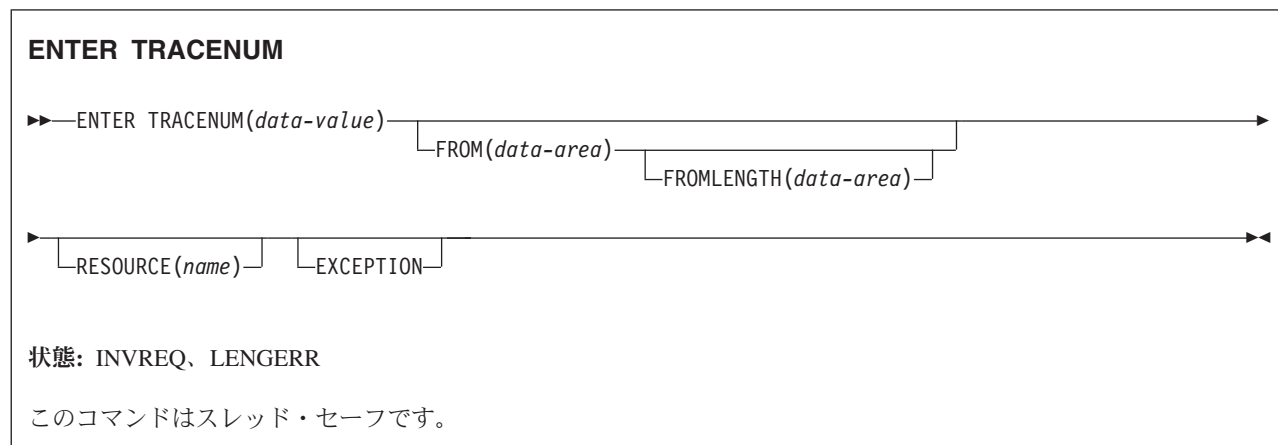 ENTER TRACENUM
ENTER TRACENUM(data-value)
FROM(data-area)
FROMLENGTH(data-area)
RESOURCE(name)
EXCEPTION
状態: INVREQ、LENGERR
このコマンドはスレッド・セーフです。